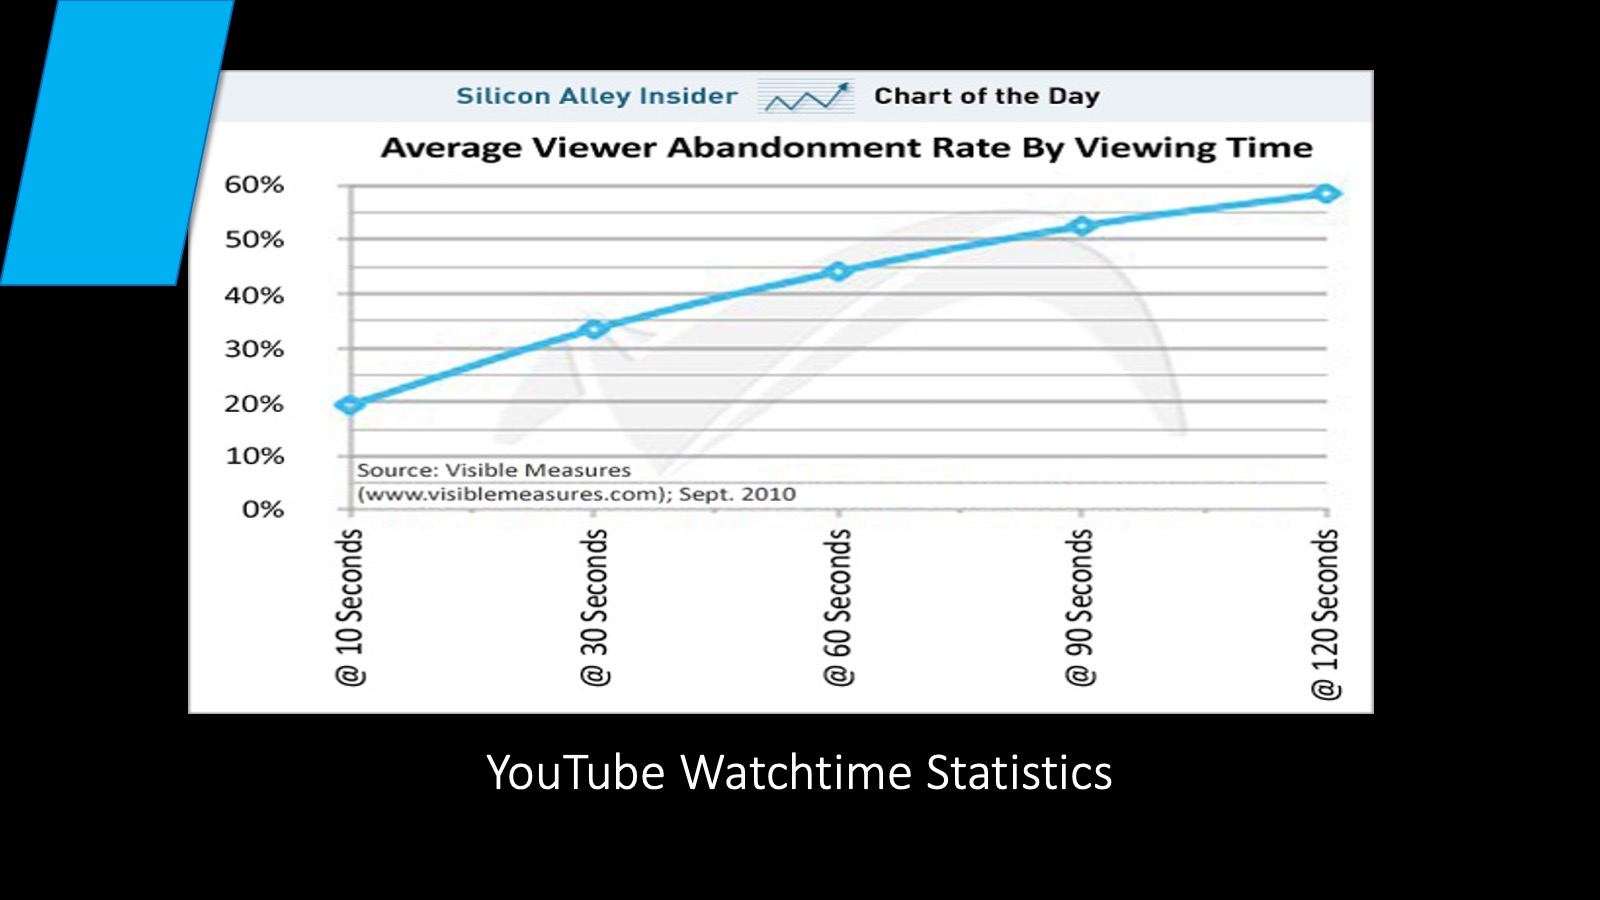 Silicon Alley Insider Chart of the Day
Average Viewer Abandonment Rate By Viewing Time
60%
50%
40%
30%
20%
10%
0%
Source: Visible Measures
(www.visiblemeasures.com); Sept. 2010
@ 10 Seconds
@ 30 Seconds
@ 60 Seconds
@ 90 Seconds
@ 120 Seconds
YouTube Watchtime Statistics